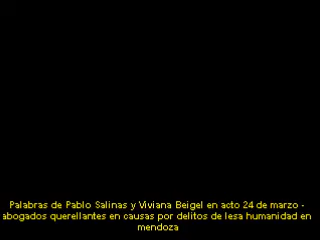 Palabras de Pablo Salinas y Viviana Beigel en acto 24 de marzo -
abogados querellantes en causas por delitos de lesa humanidad en
mendoza